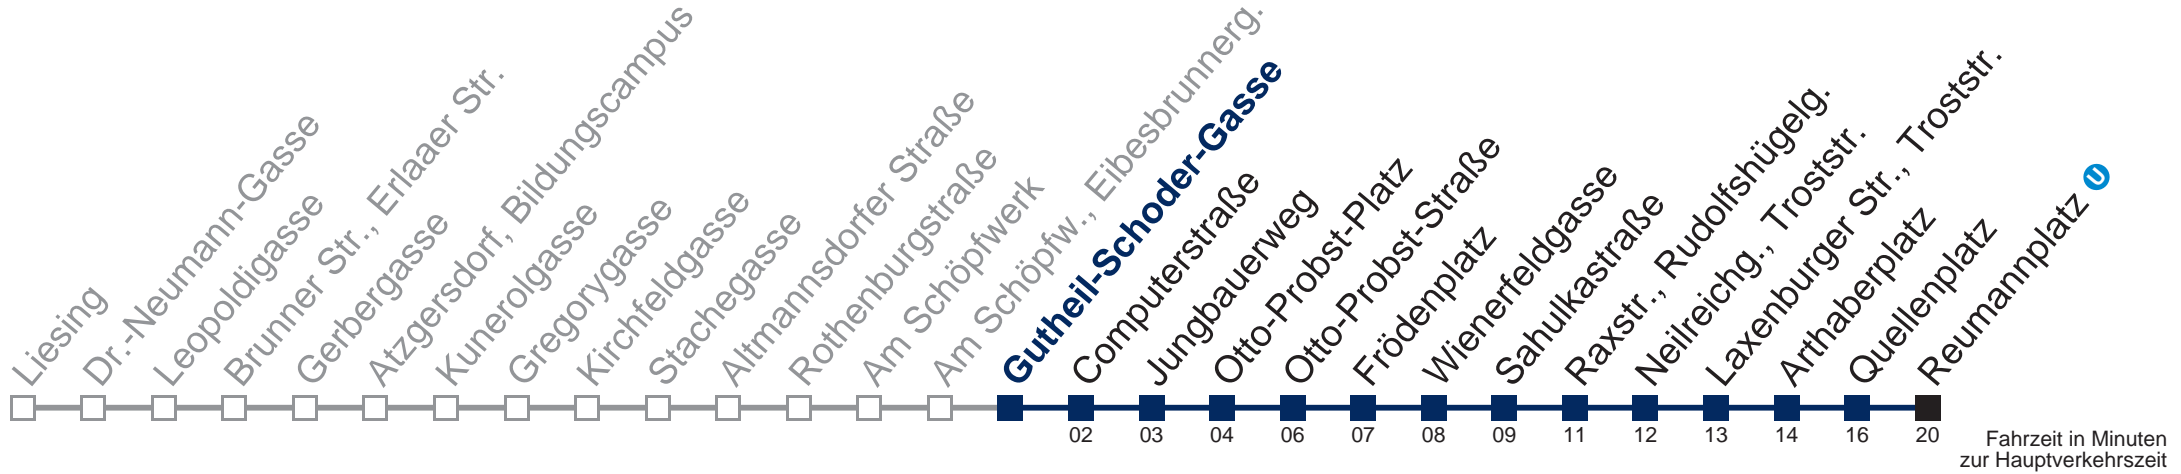 Liesing
Dr.-Neumann-Gasse
Leopoldigasse
Brunner Str., Erlaaer Str.
Gerbergasse
Atzgersdorf, Bildungscampus
Kunerolgasse
Gregorygasse
Kirchfeldgasse
Stachegasse
Altmannsdorfer Straße
Rothenburgstraße
Am Schöpfwerk
Am Schöpfw., Eibesbrunnerg.
Gutheil-Schoder-Gasse
Computerstraße
Jungbauerweg
Otto-Probst-Platz
Otto-Probst-Straße
Frödenplatz
Wienerfeldgasse
Sahulkastraße
Raxstr., Rudolfshügelg.
Neilreichg., Troststr.
Laxenburger Str., Troststr.
Arthaberplatz
Quellenplatz
Reumannplatz U
02 03 04 06 07 08 09 11 12 13 14 16 20
Fahrzeit in Minuten
zur Hauptverkehrszeit